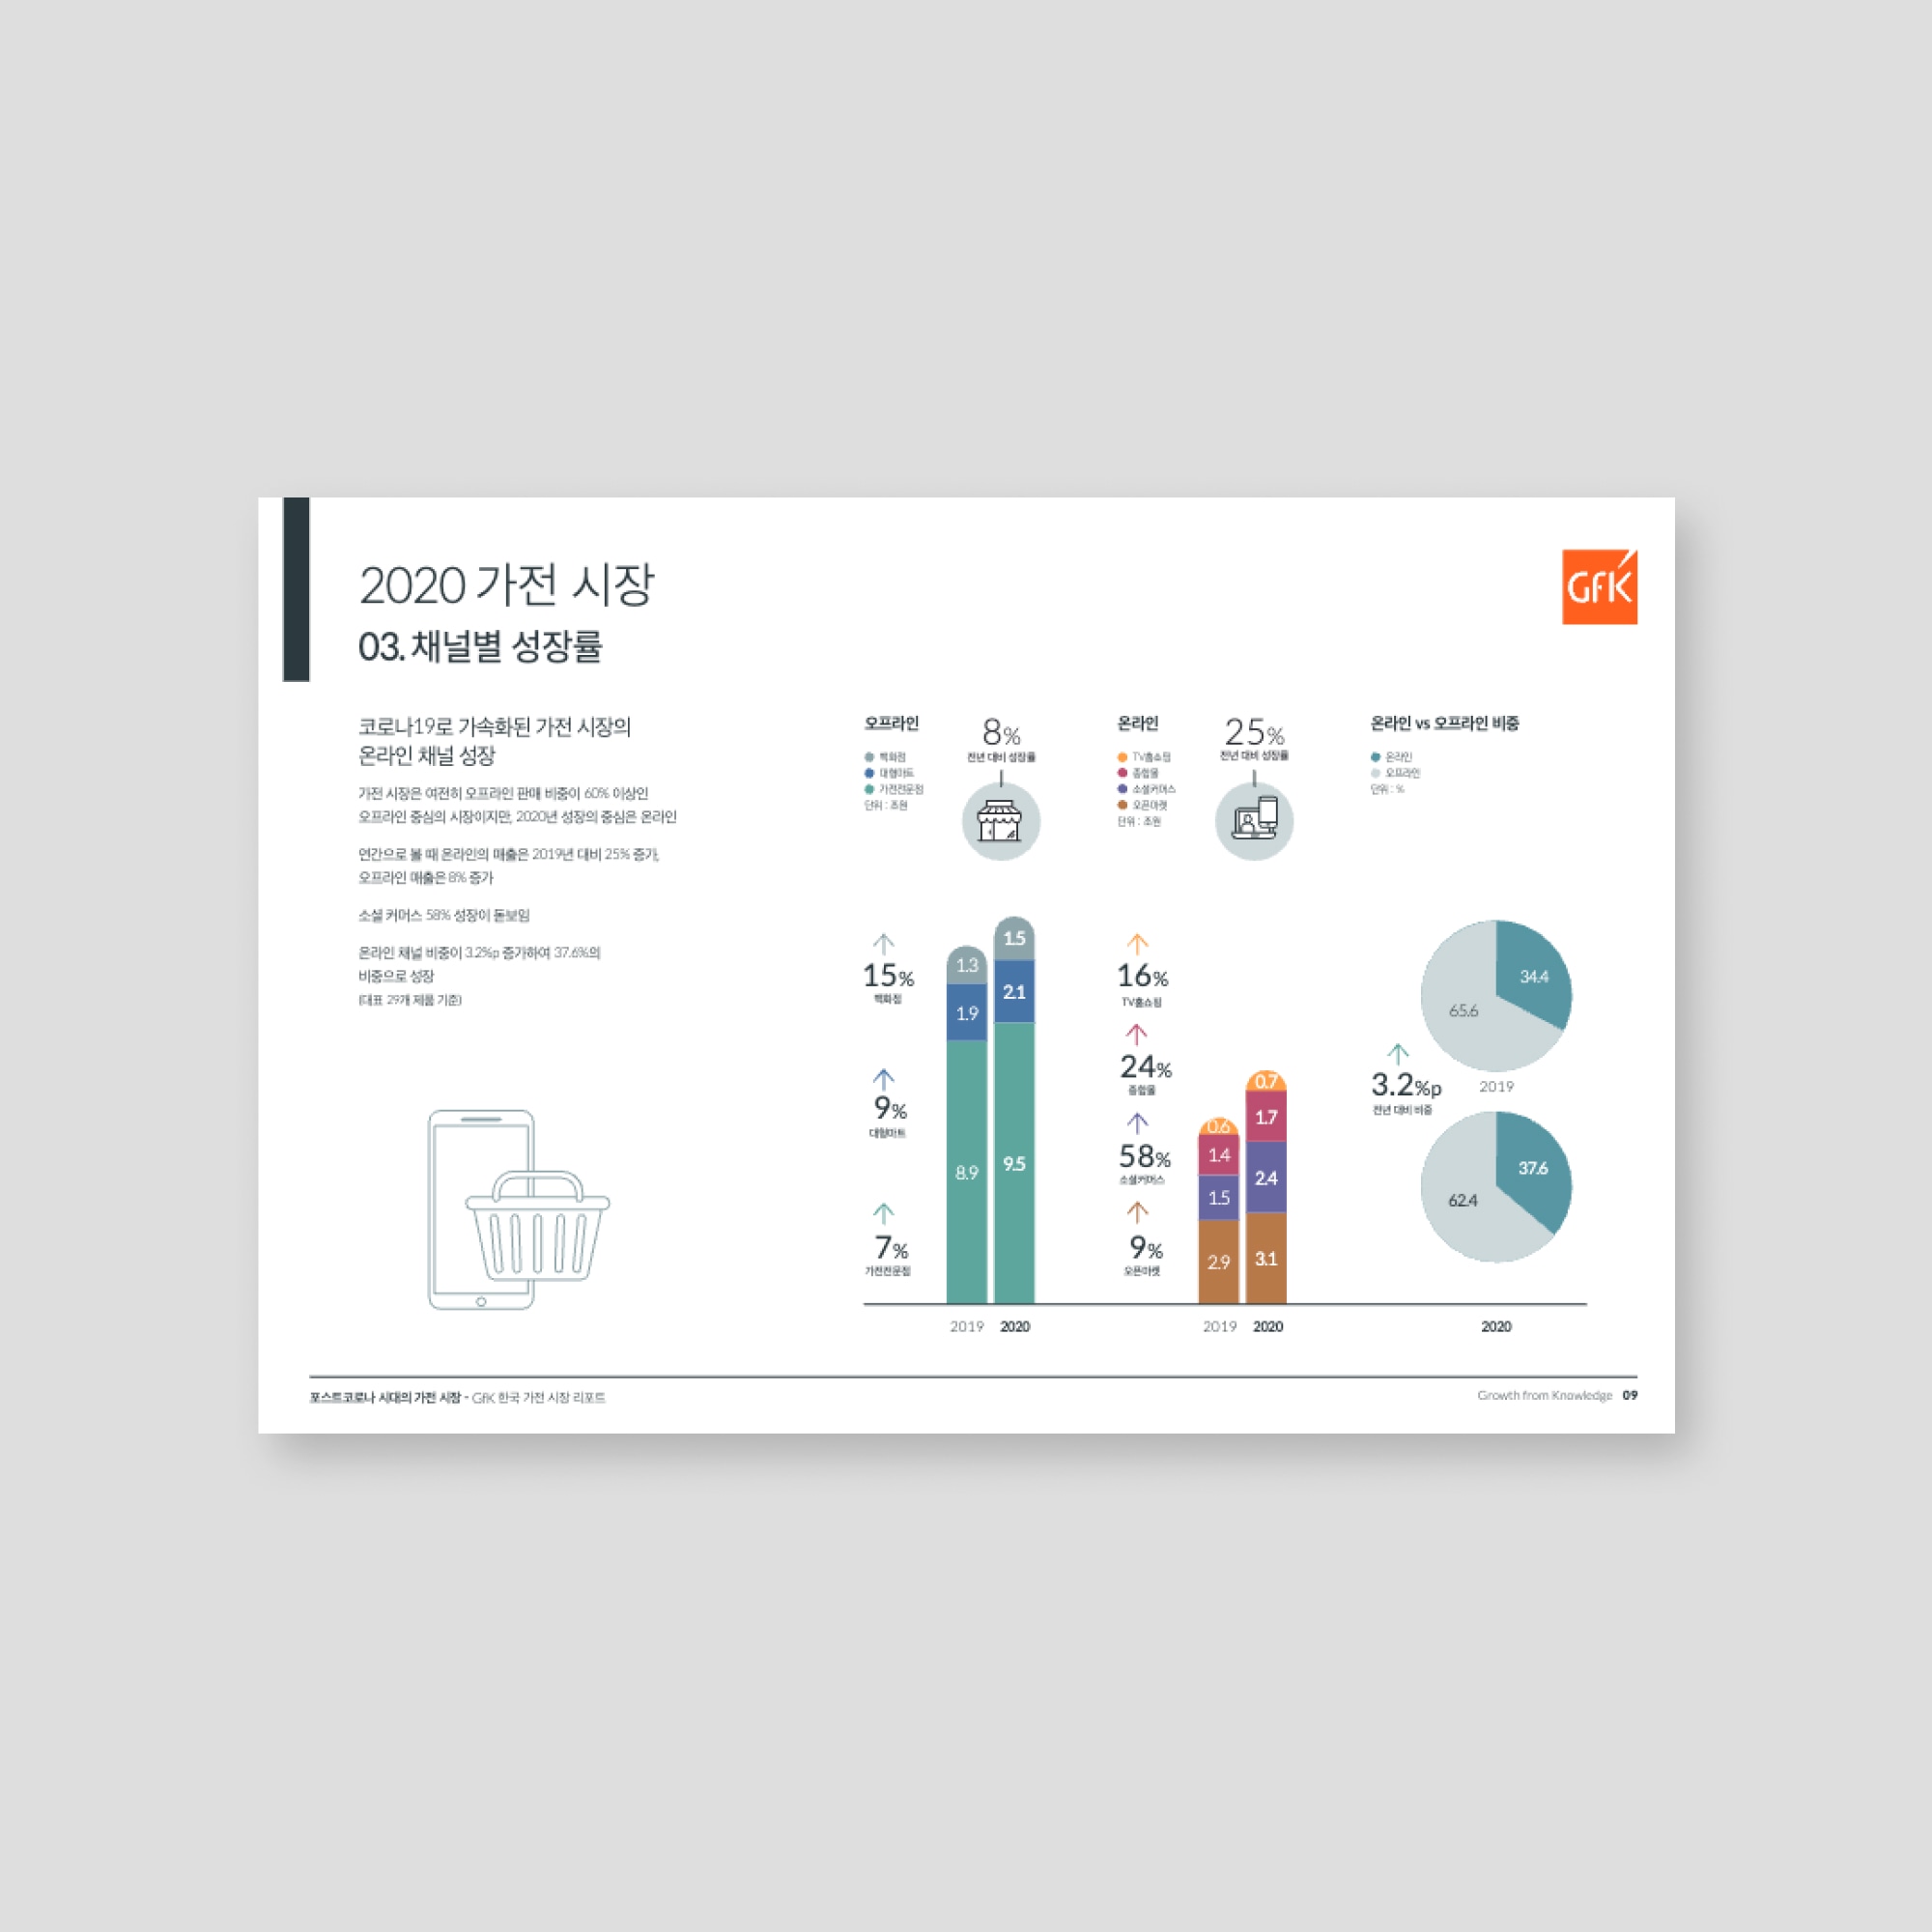 2020 가전 시장
03. 채널별 성장률
GfK
코로나19로 가속화된 가전 시장의
온라인 채널 성장
가전 시장은 여전히 오프라인 판매 비중이 60% 이상인
오프라인 중심의 시장이지만, 2020년 성장의 중심은 온라인
연간으로 볼 때 온라인의 매출은 2019년 대비 25% 증가,
오프라인 매출은 8% 증가
소셜 커머스 58% 성장이 돋보임
온라인 채널 비중이 3.2%p 증가하여 37.6%의
비중으로 성장
(대표 29개 제품 기준)
오프라인
백화점
대형마트
가전전문점
단위 : 조원
8%
전년 대비 성장률
15%
백화점
9%
대형마트
7%
가전전문점
1.3
1.9
8.9
1.5
2.1
9.5
2019 2020
온라인
TV홈쇼핑
종합몰
소셜커머스
오픈마켓
단위 : 조원
25%
전년 대비 성장률
16%
TV홈쇼핑
24%
종합몰
58%
소셜커머스
9%
오픈마켓
0.6
1.4
1.5
2.9
0.7
1.7
2.4
3.1
2019 2020
온라인 vs 오프라인 비중
온라인
오프라인
단위 : %
34.4
65.6
2019
3.2%p
전년 대비 비중
37.6
62.4
2020
포스트코로나 시대의 가전 시장 - GfK 한국 가전 시장 리포트
Growth from Knowledge 09